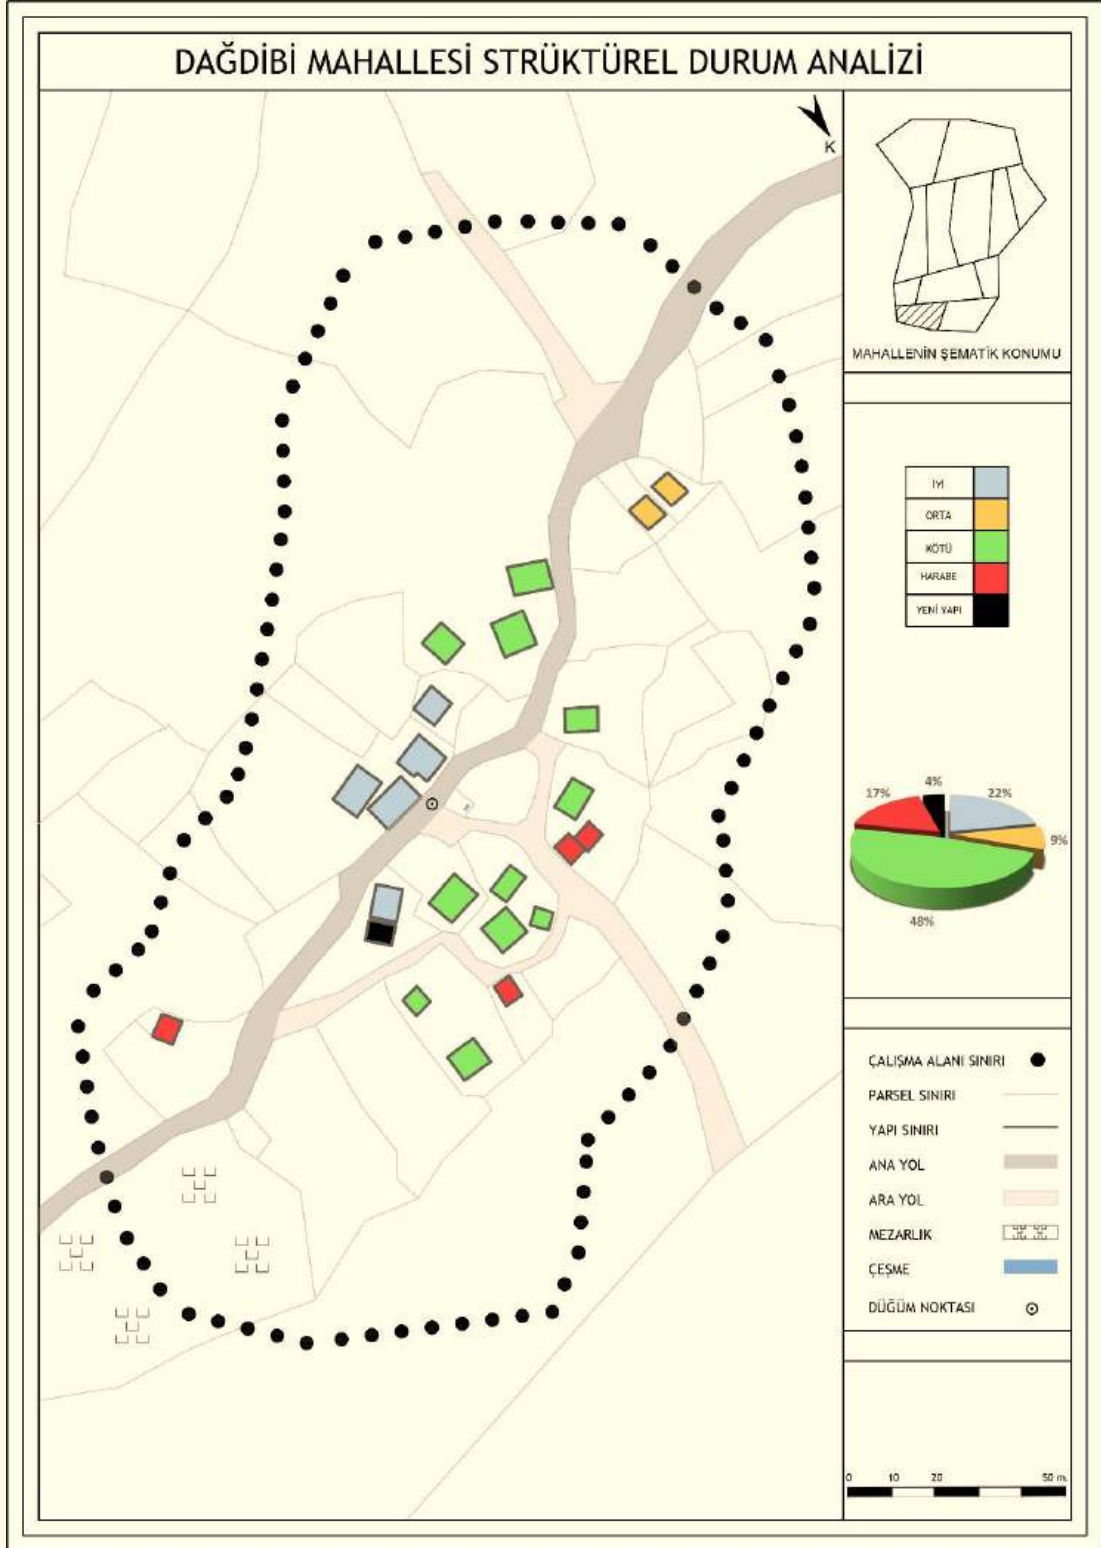 DAĞDİBİ MAHALLESİ STRÜKTÜREL DURUM ANALİZİ
K
MAHALLENİN ŞEMATİK KONUMU
İYİ
ORTA
KÖTÜ
HARABE
YENİ YAPI
4%
17%
22%
9%
48%
ÇALIŞMA ALANI SINIRI
PARSEL SINIRI
YAPI SINIRI
ANA YOL
ARA YOL
MEZARLIK
ÇEŞME
DÜĞÜM NOKTASI
0 10 20 50 m.